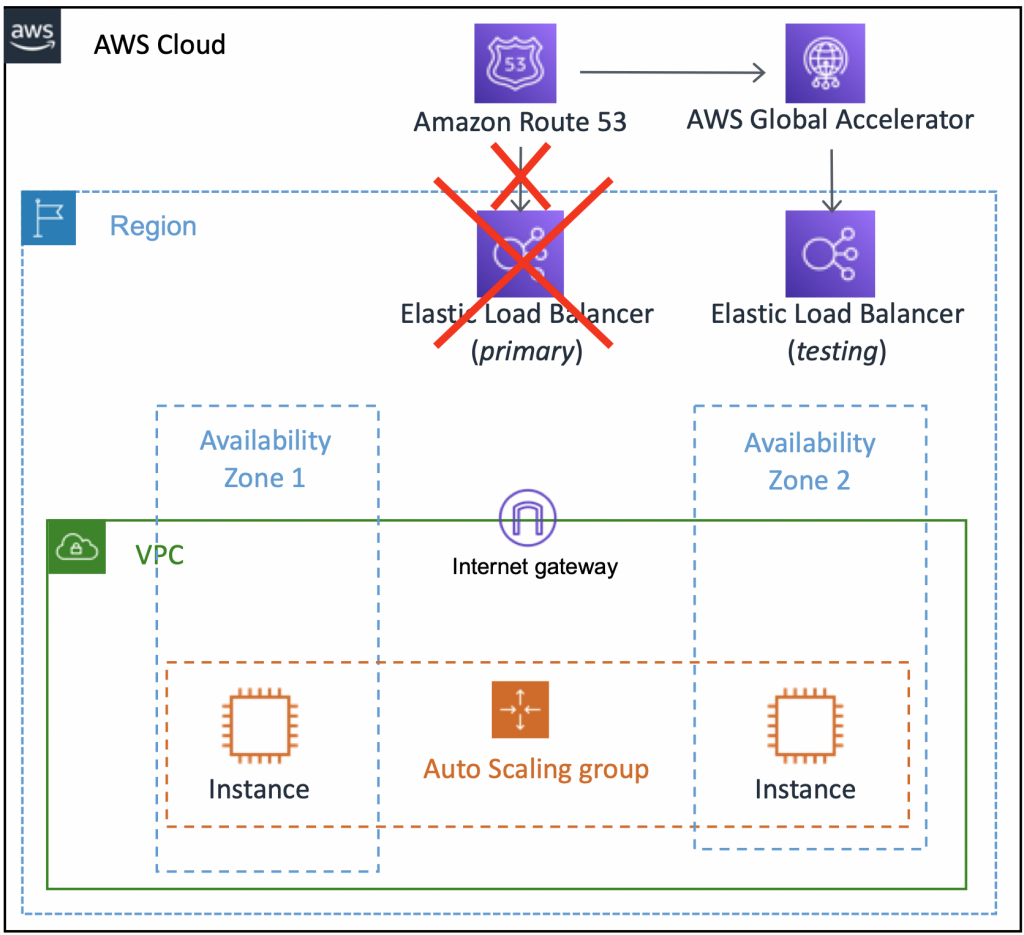 aws
AWS Cloud
53
Amazon Route 53
AWS Global Accelerator
Region
Elastic Load Balancer
(primary)
Elastic Load Balancer
(testing)
Availability
Zone 1
Availability
Zone 2
VPC
Internet gateway
Auto Scaling group
Instance
Instance